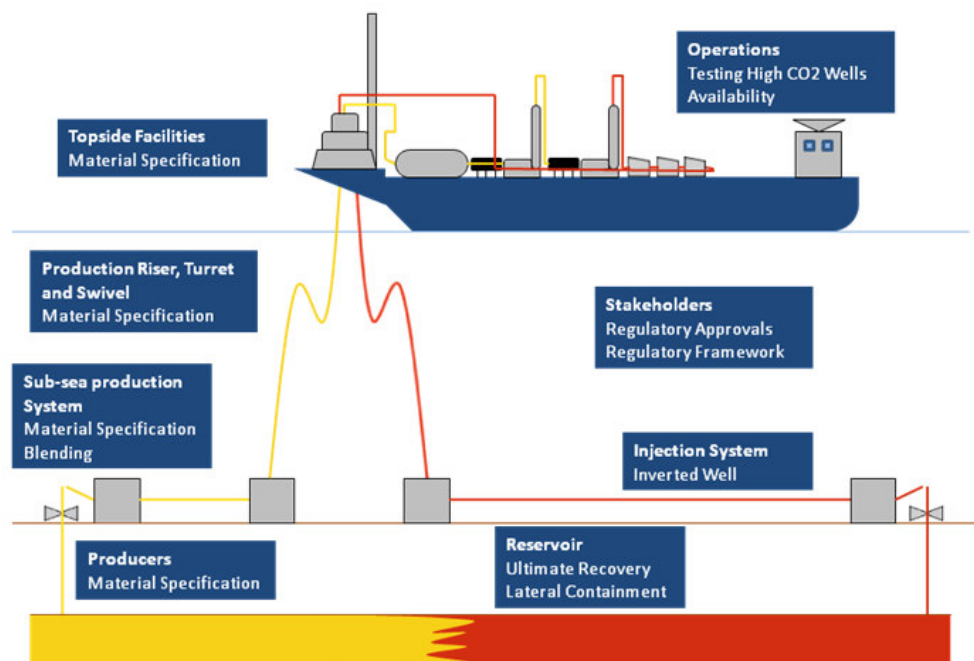 Operations
Testing High CO2 Wells
Availability
Topside Facilities
Material Specification
Production Riser, Turret
and Swivel
Material Specification
Stakeholders
Regulatory Approvals
Regulatory Framework
Sub-sea production
System
Material Specification
Blending
Injection System
Inverted Well
Producers
Material Specification
Reservoir
Ultimate Recovery
Lateral Containment